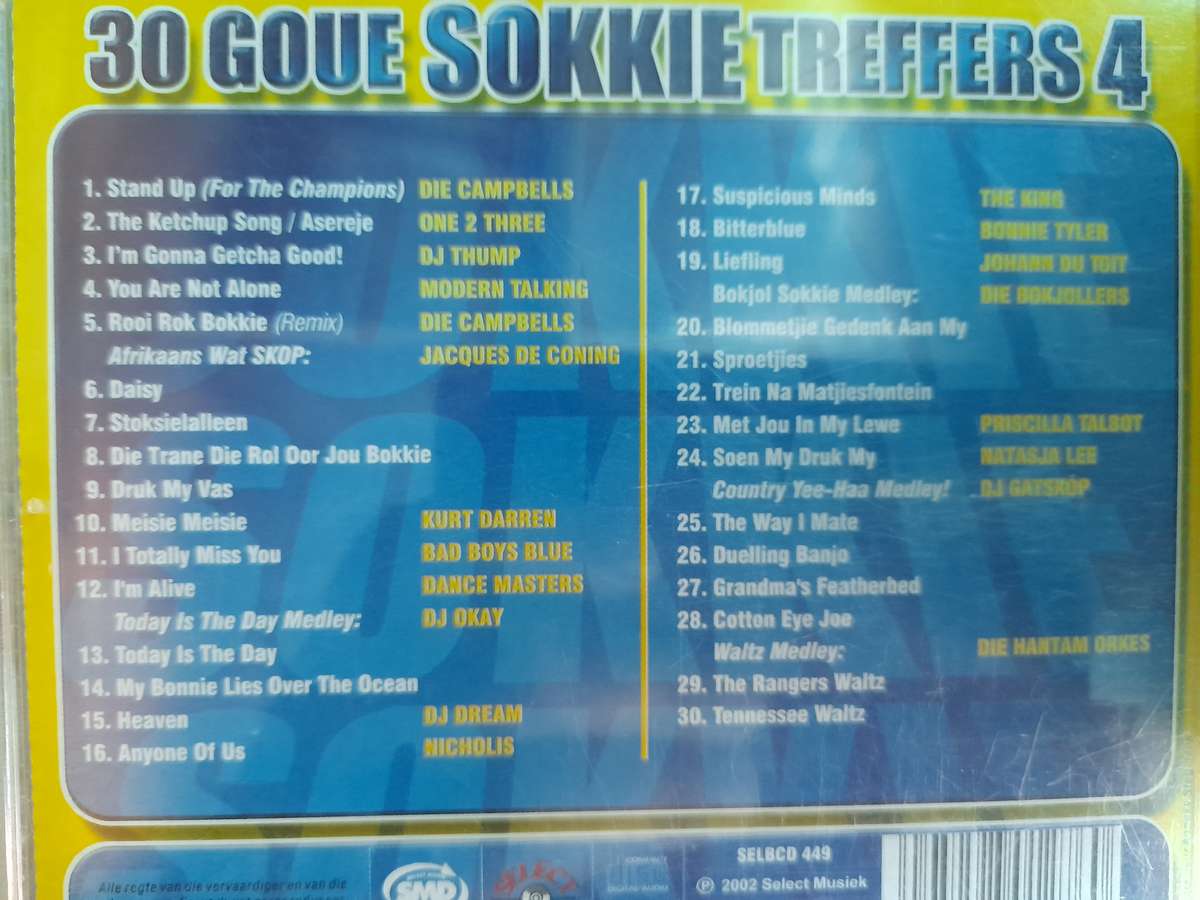 30 GOUE SOKKIE TREFFERS 4
1. Stand Up (For The Champions) DIE CAMPBELLS
2. The Ketchup Song / Asereje ONE 2 THREE
3. I'm Gonna Getcha Good! DJ THUMP
4. You Are Not Alone MODERN TALKING
5. Rooi Rok Bokkie (Remix) DIE CAMPBELLS
Afrikaans Wat SKOP: JACQUES DE CONING
6. Daisy
7. Stoksielalleen
8. Die Trane Die Rol Oor Jou Bokkie
9. Druk My Vas
10. Meisie Meisie KURT DARREN
11. I Totally Miss You BAD BOYS BLUE
12. I'm Alive DANCE MASTERS
Today Is The Day Medley: DJ OKAY
13. Today Is The Day
14. My Bonnie Lies Over The Ocean
15. Heaven DJ DREAM
16. Anyone Of Us NICHOLIS
17. Suspicious Minds THE KING
18. Bitterblue BONNIE TYLER
19. Liefling JOHANN DU TOIT
Bokjol Sokkie Medley: DIE BOKJOLLERS
20. Blommetjie Gedenk Aan My
21. Sproetjies
22. Trein Na Matjiesfontein
23. Met Jou In My Lewe PRISCILLA TALBOT
24. Soen My Druk My NATASJA LEE
Country Yee-Haa Medley! DJ GATSKOP
25. The Way I Mate
26. Duelling Banjo
27. Grandma's Featherbed
28. Cotton Eye Joe
Waltz Medley: DIE HANTAM ORKES
29. The Rangers Waltz
30. Tennessee Waltz
Alle regte van die vervaardiger en van die
SMD
SELECT
COMPACT
DIGITAL AUDIO
SELBCD 449
℗ 2002 Select Musiek